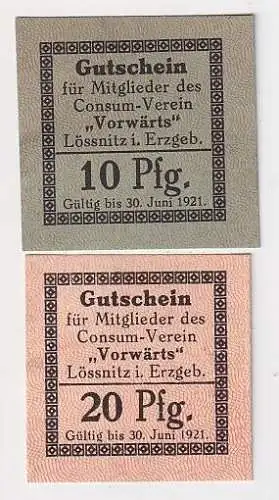 Gutschein
für Mitglieder des
Consum-Verein
„Vorwärts“
Lössnitz i. Erzgeb.
10 Pfg.
Gültig bis 30. Juni 1921.
Gutschein
für Mitglieder des
Consum-Verein
„Vorwärts“
Lössnitz i. Erzgeb.
20 Pfg.
Gültig bis 30. Juni 1921.